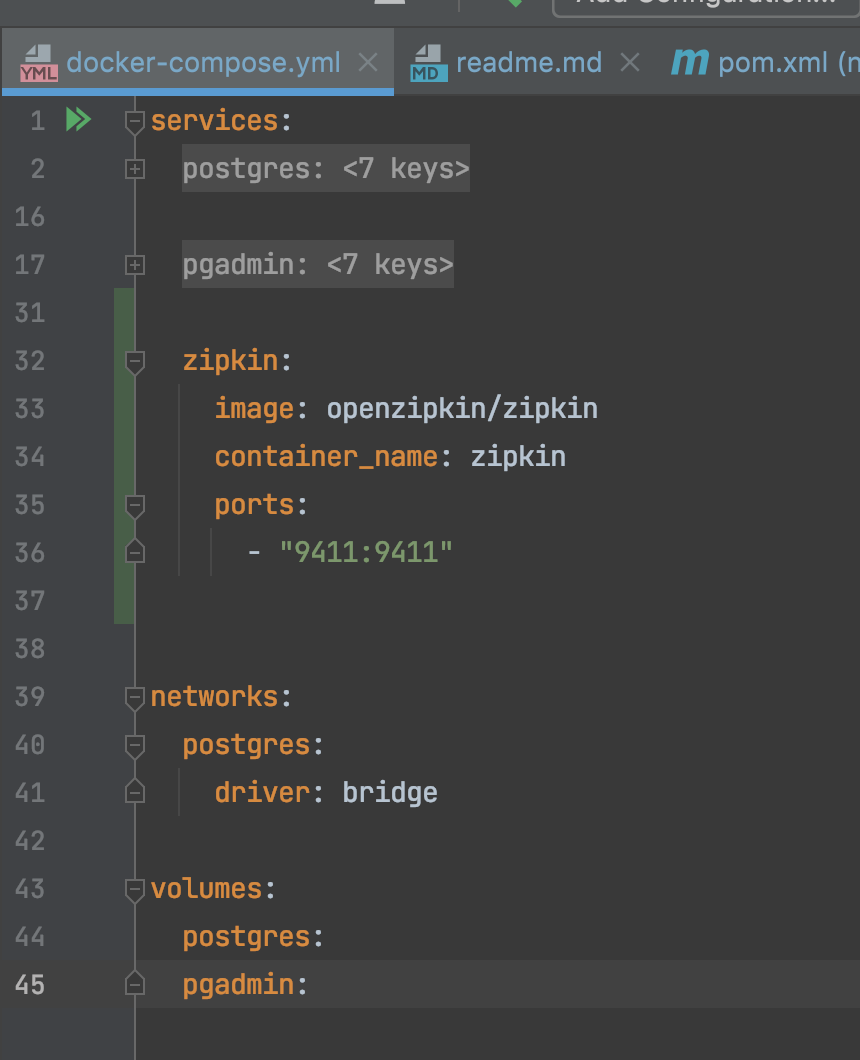 YML docker-compose.yml MD readme.md m pom.xml
1 services:
2 postgres: <7 keys>
16
17 pgadmin: <7 keys>
31
32 zipkin:
33 image: openzipkin/zipkin
34 container_name: zipkin
35 ports:
36 - "9411:9411"
37
38
39 networks:
40 postgres:
41 driver: bridge
42
43 volumes:
44 postgres:
45 pgadmin: